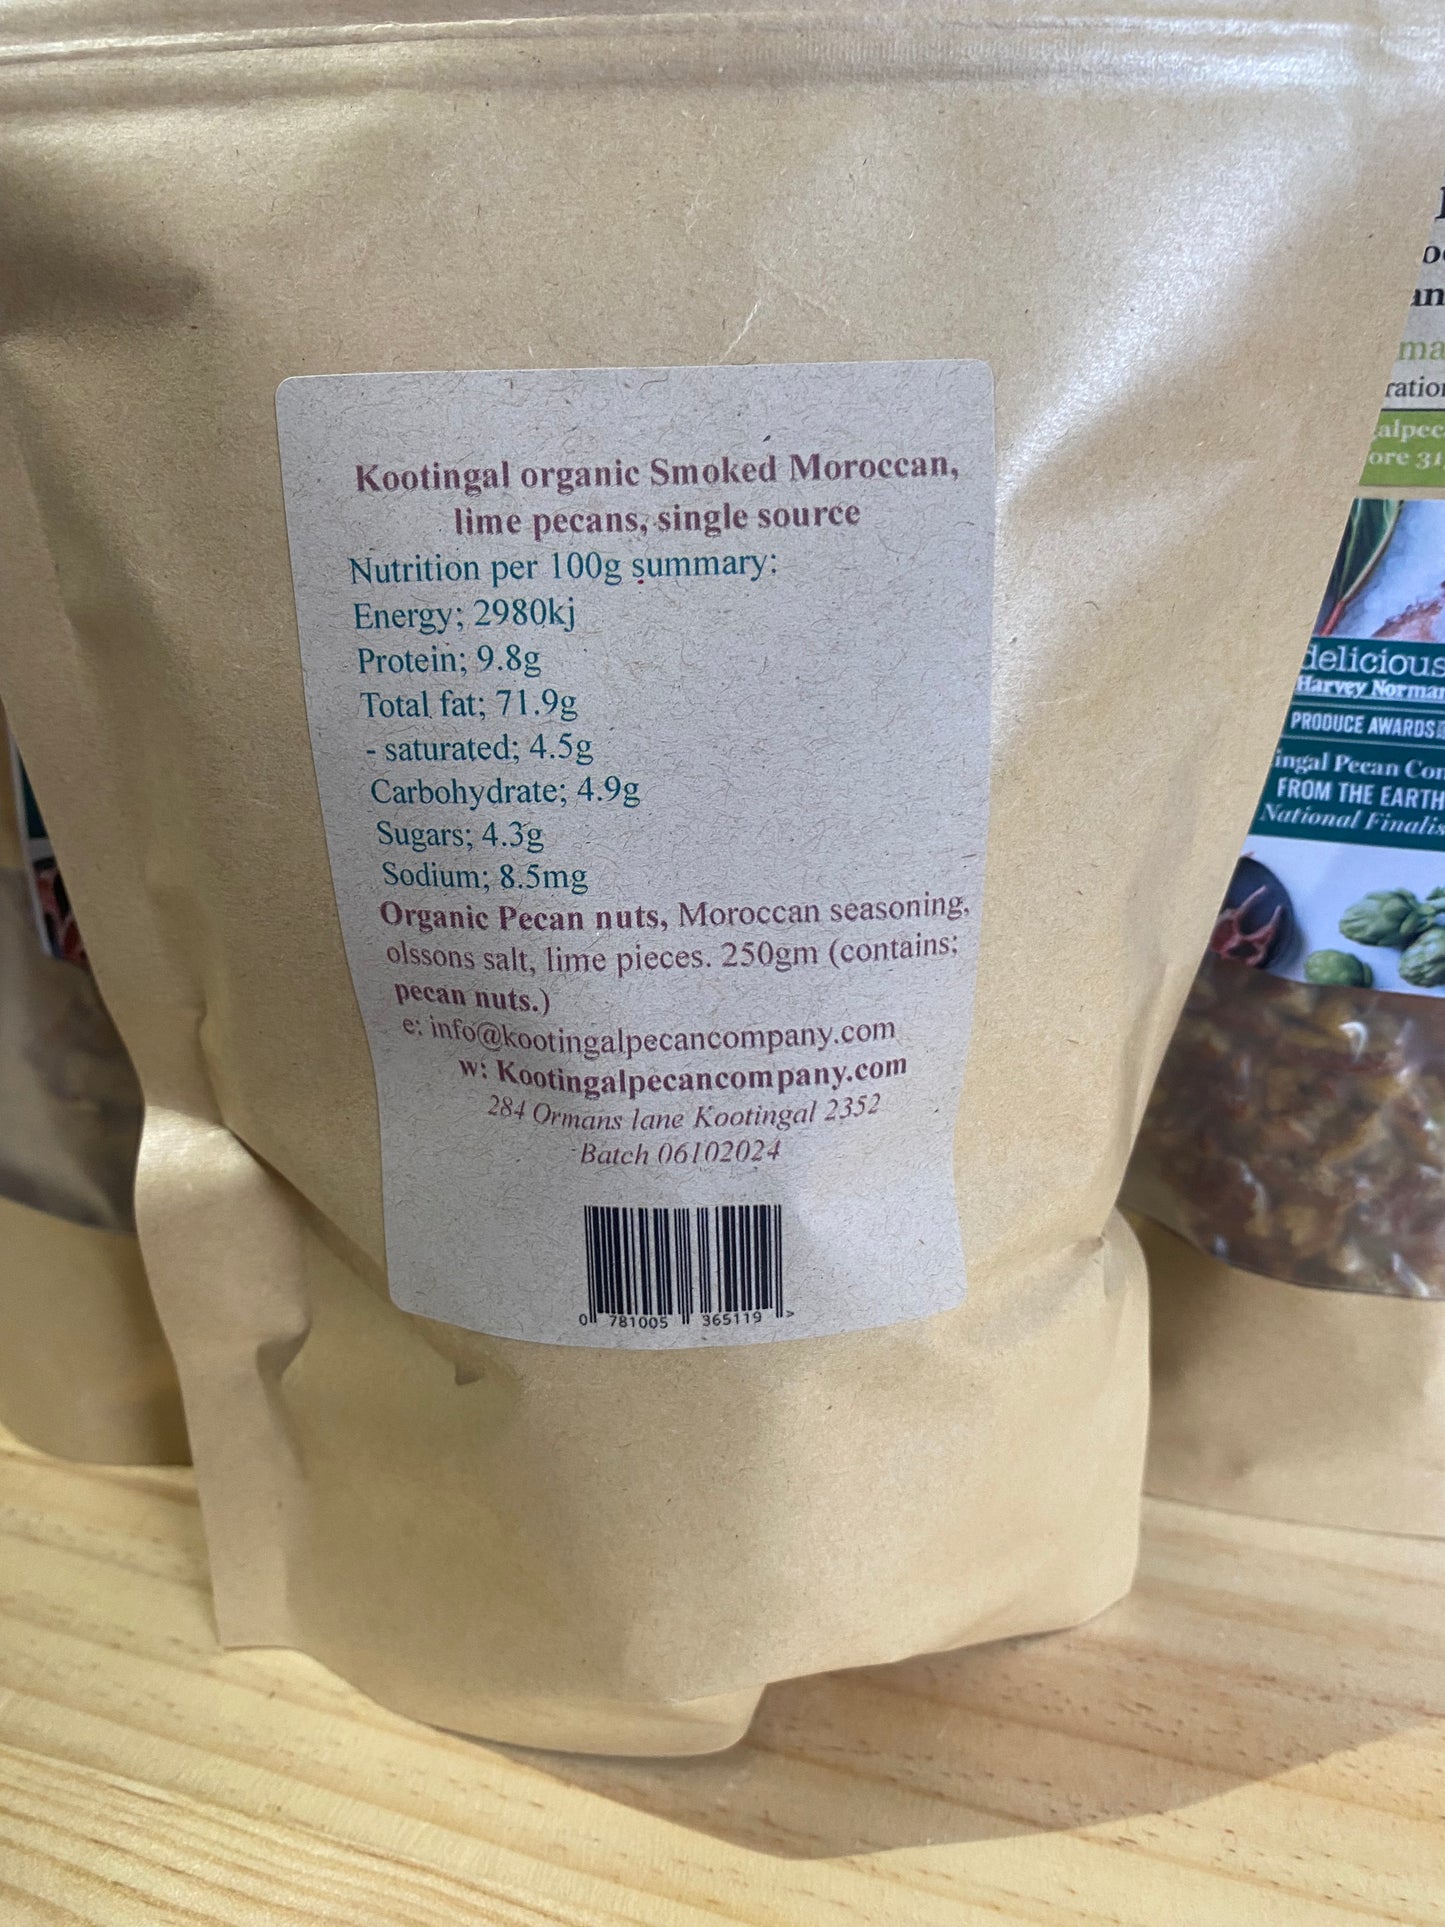 Kootingal organic Smoked Moroccan,
lime pecans, single source
Nutrition per 100g summary:
Energy; 2980kj
Protein; 9.8g
Total fat; 71.9g
- saturated; 4.5g
Carbohydrate; 4.9g
Sugars; 4.3g
Sodium; 8.5mg
Organic Pecan nuts, Moroccan seasoning,
olssons salt, lime pieces. 250gm (contains;
pecan nuts.)
e: info@kootingalpecancompany.com
w: Kootingalpecancompany.com
284 Ormans lane Kootingal 2352
Batch 06102024
0 781005 365119 >
delicious
Harvey Norman
PRODUCE AWARDS
ingal Pecan Com
FROM THE EARTH
National Finalis